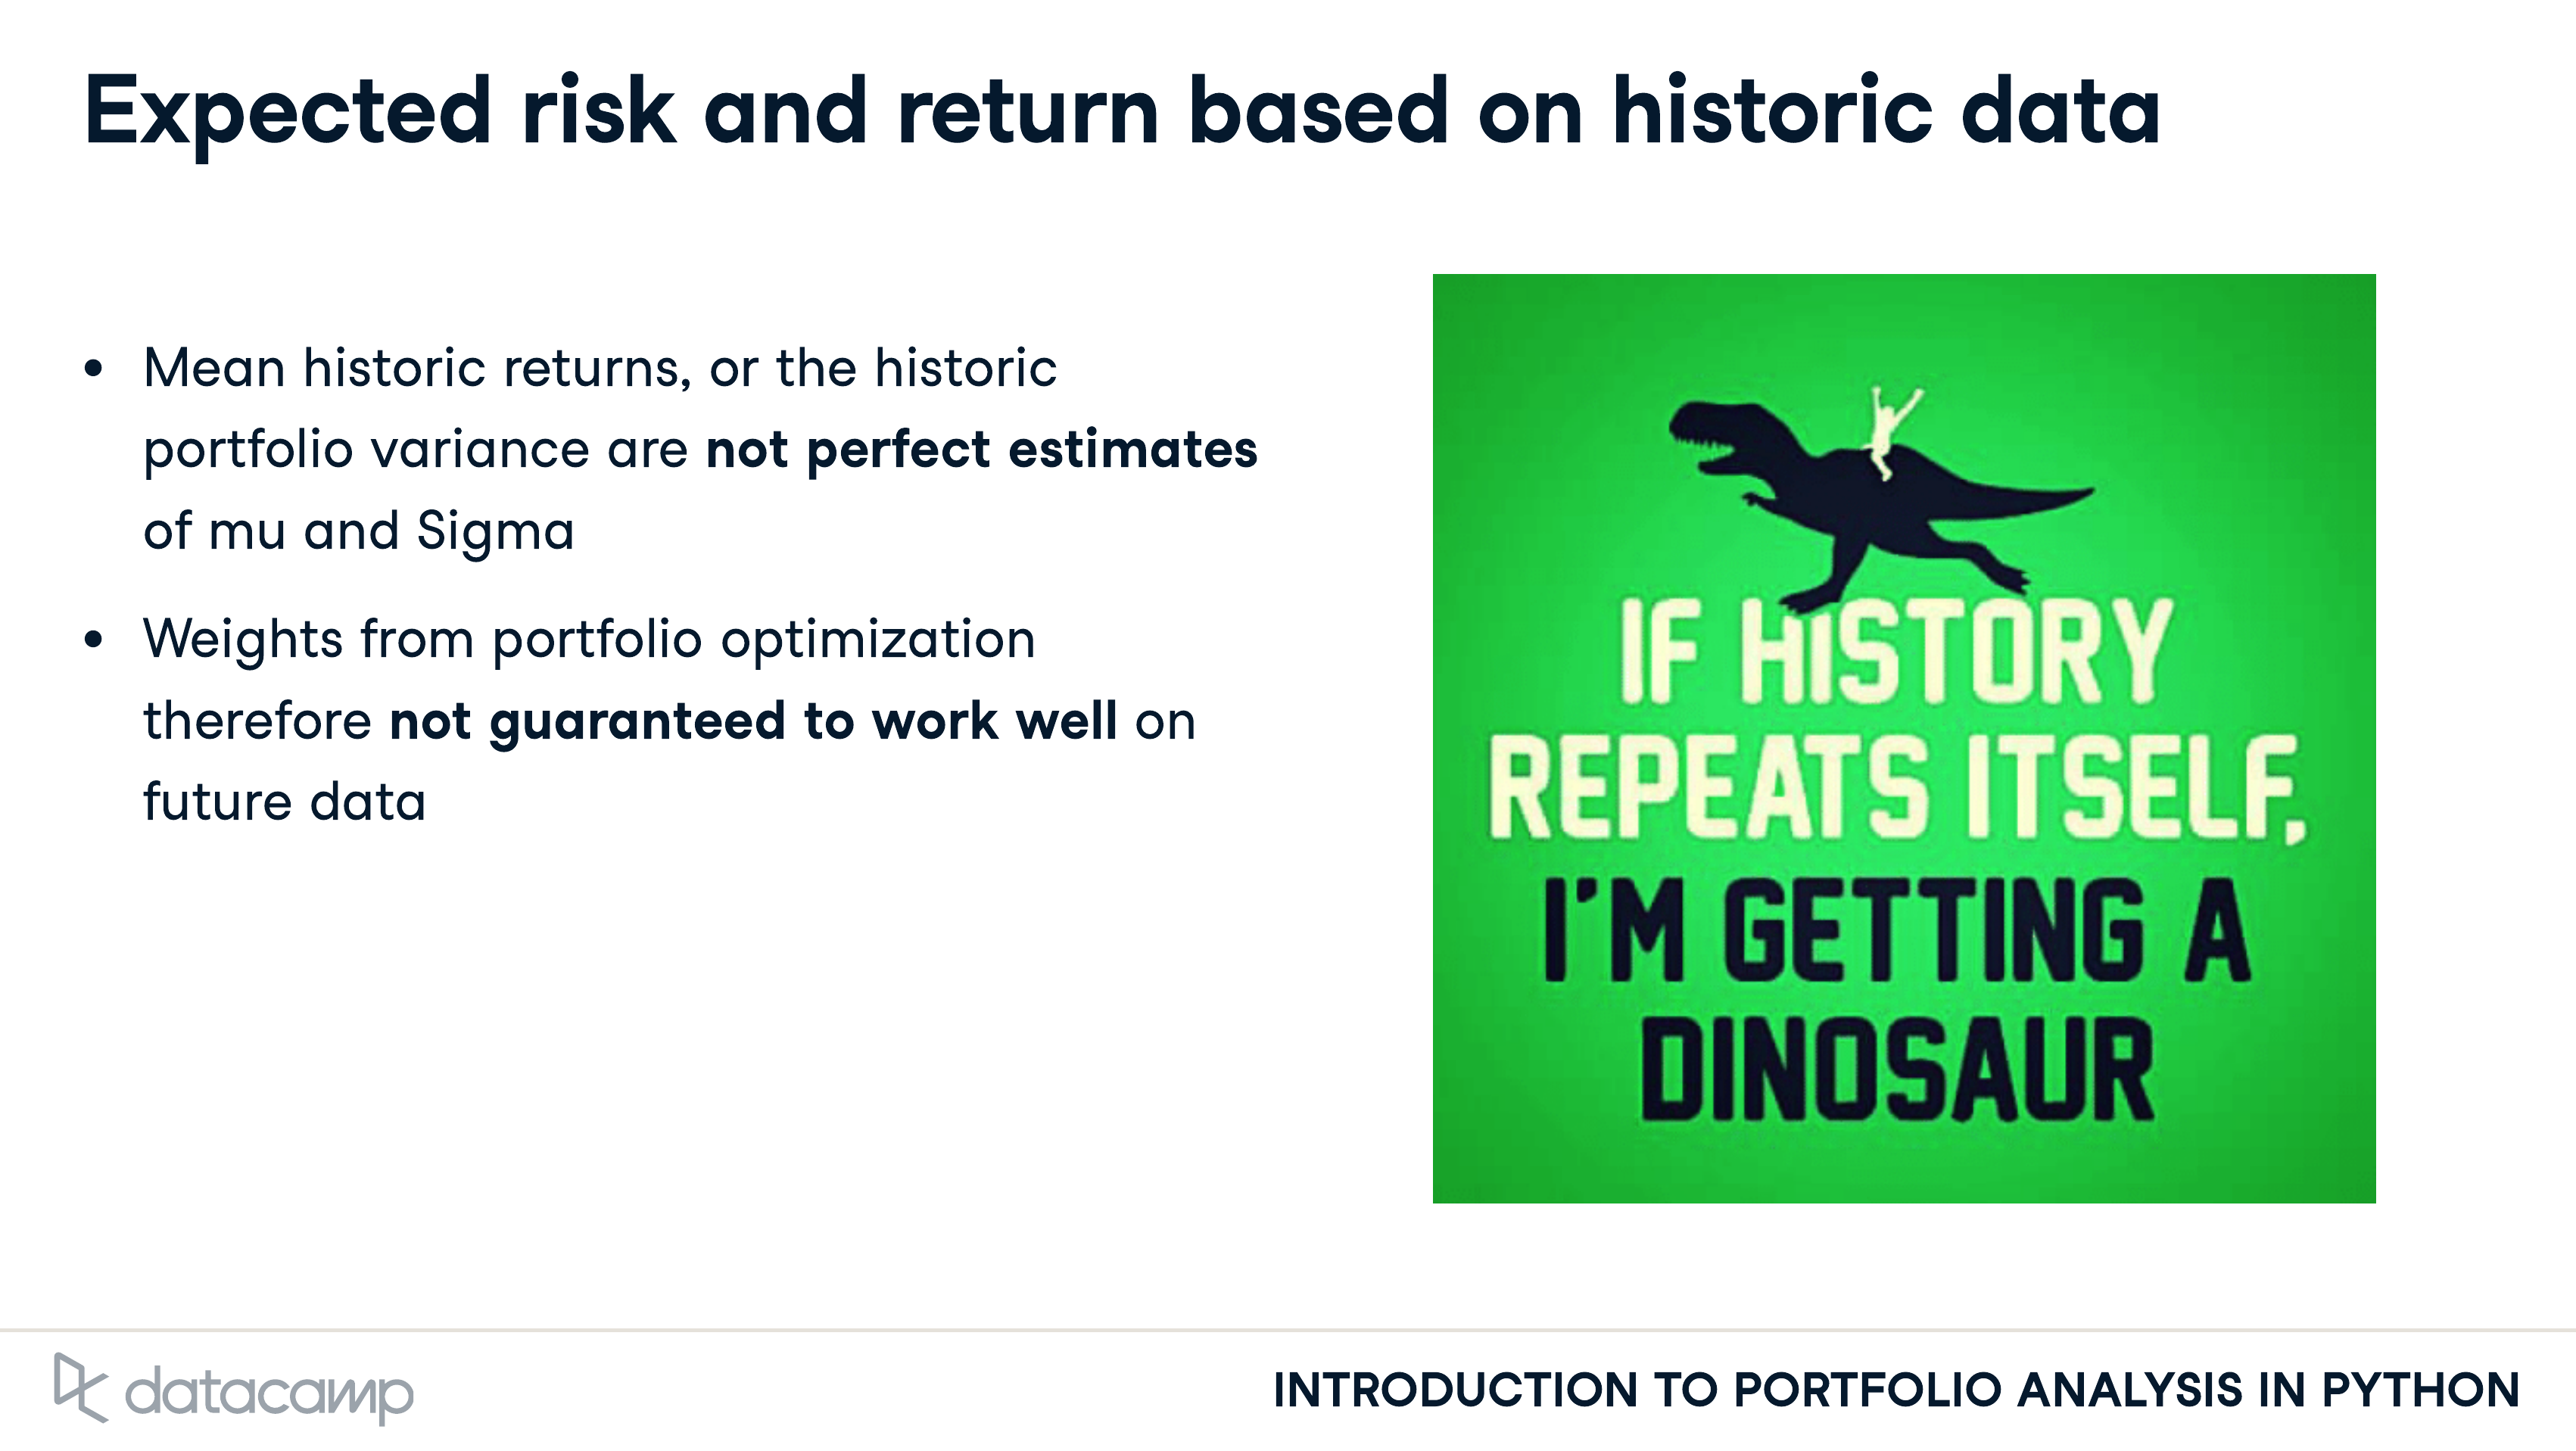 Expected risk and return based on historic data
• Mean historic returns, or the historic
portfolio variance are not perfect estimates
of mu and Sigma
• Weights from portfolio optimization
therefore not guaranteed to work well on
future data
IF HISTORY
REPEATS ITSELF,
I'M GETTING A
DINOSAUR
datacamp
INTRODUCTION TO PORTFOLIO ANALYSIS IN PYTHON